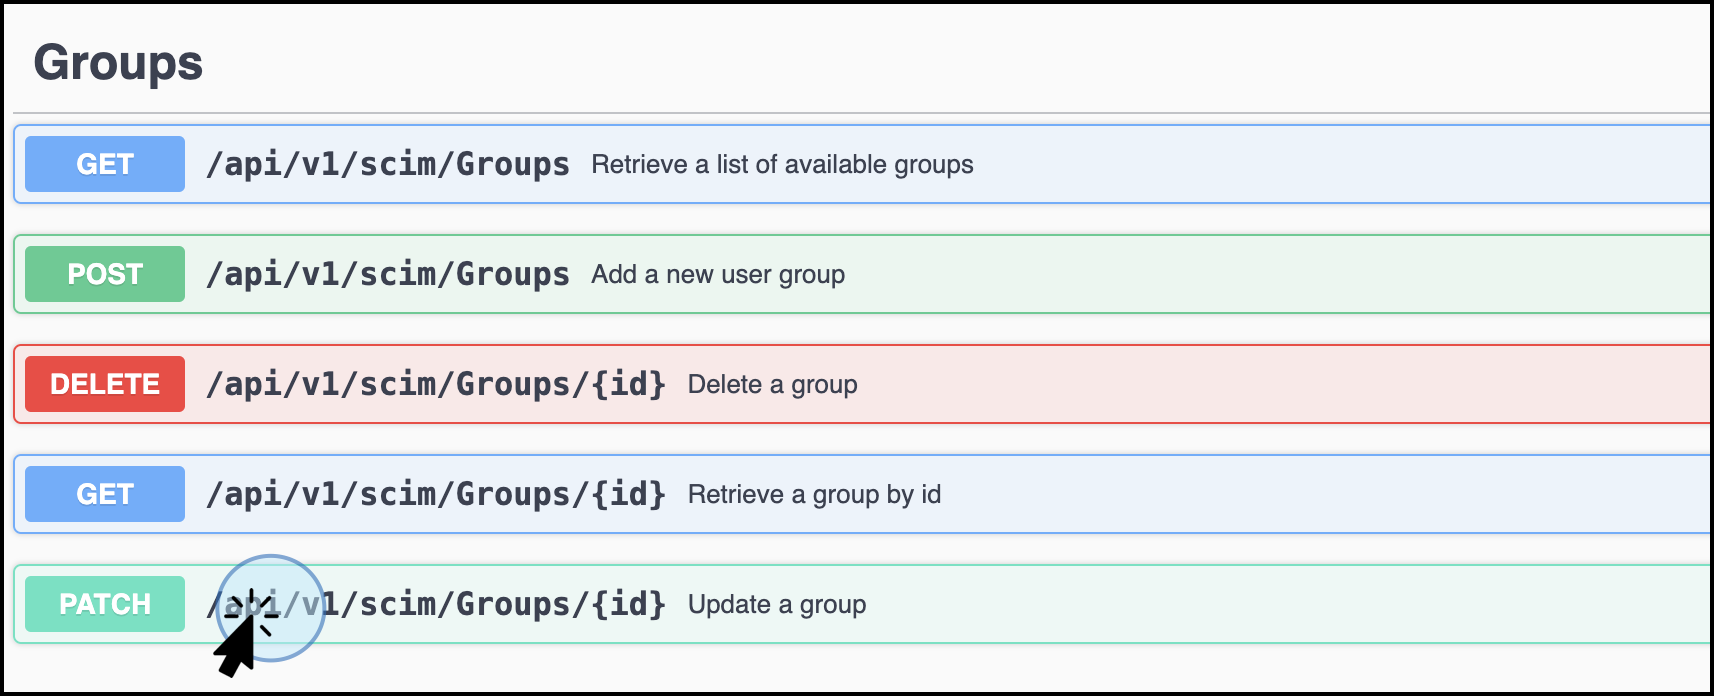 Groups
GET /api/v1/scim/Groups Retrieve a list of available groups
POST /api/v1/scim/Groups Add a new user group
DELETE /api/v1/scim/Groups/{id} Delete a group
GET /api/v1/scim/Groups/{id} Retrieve a group by id
PATCH /api/v1/scim/Groups/{id} Update a group